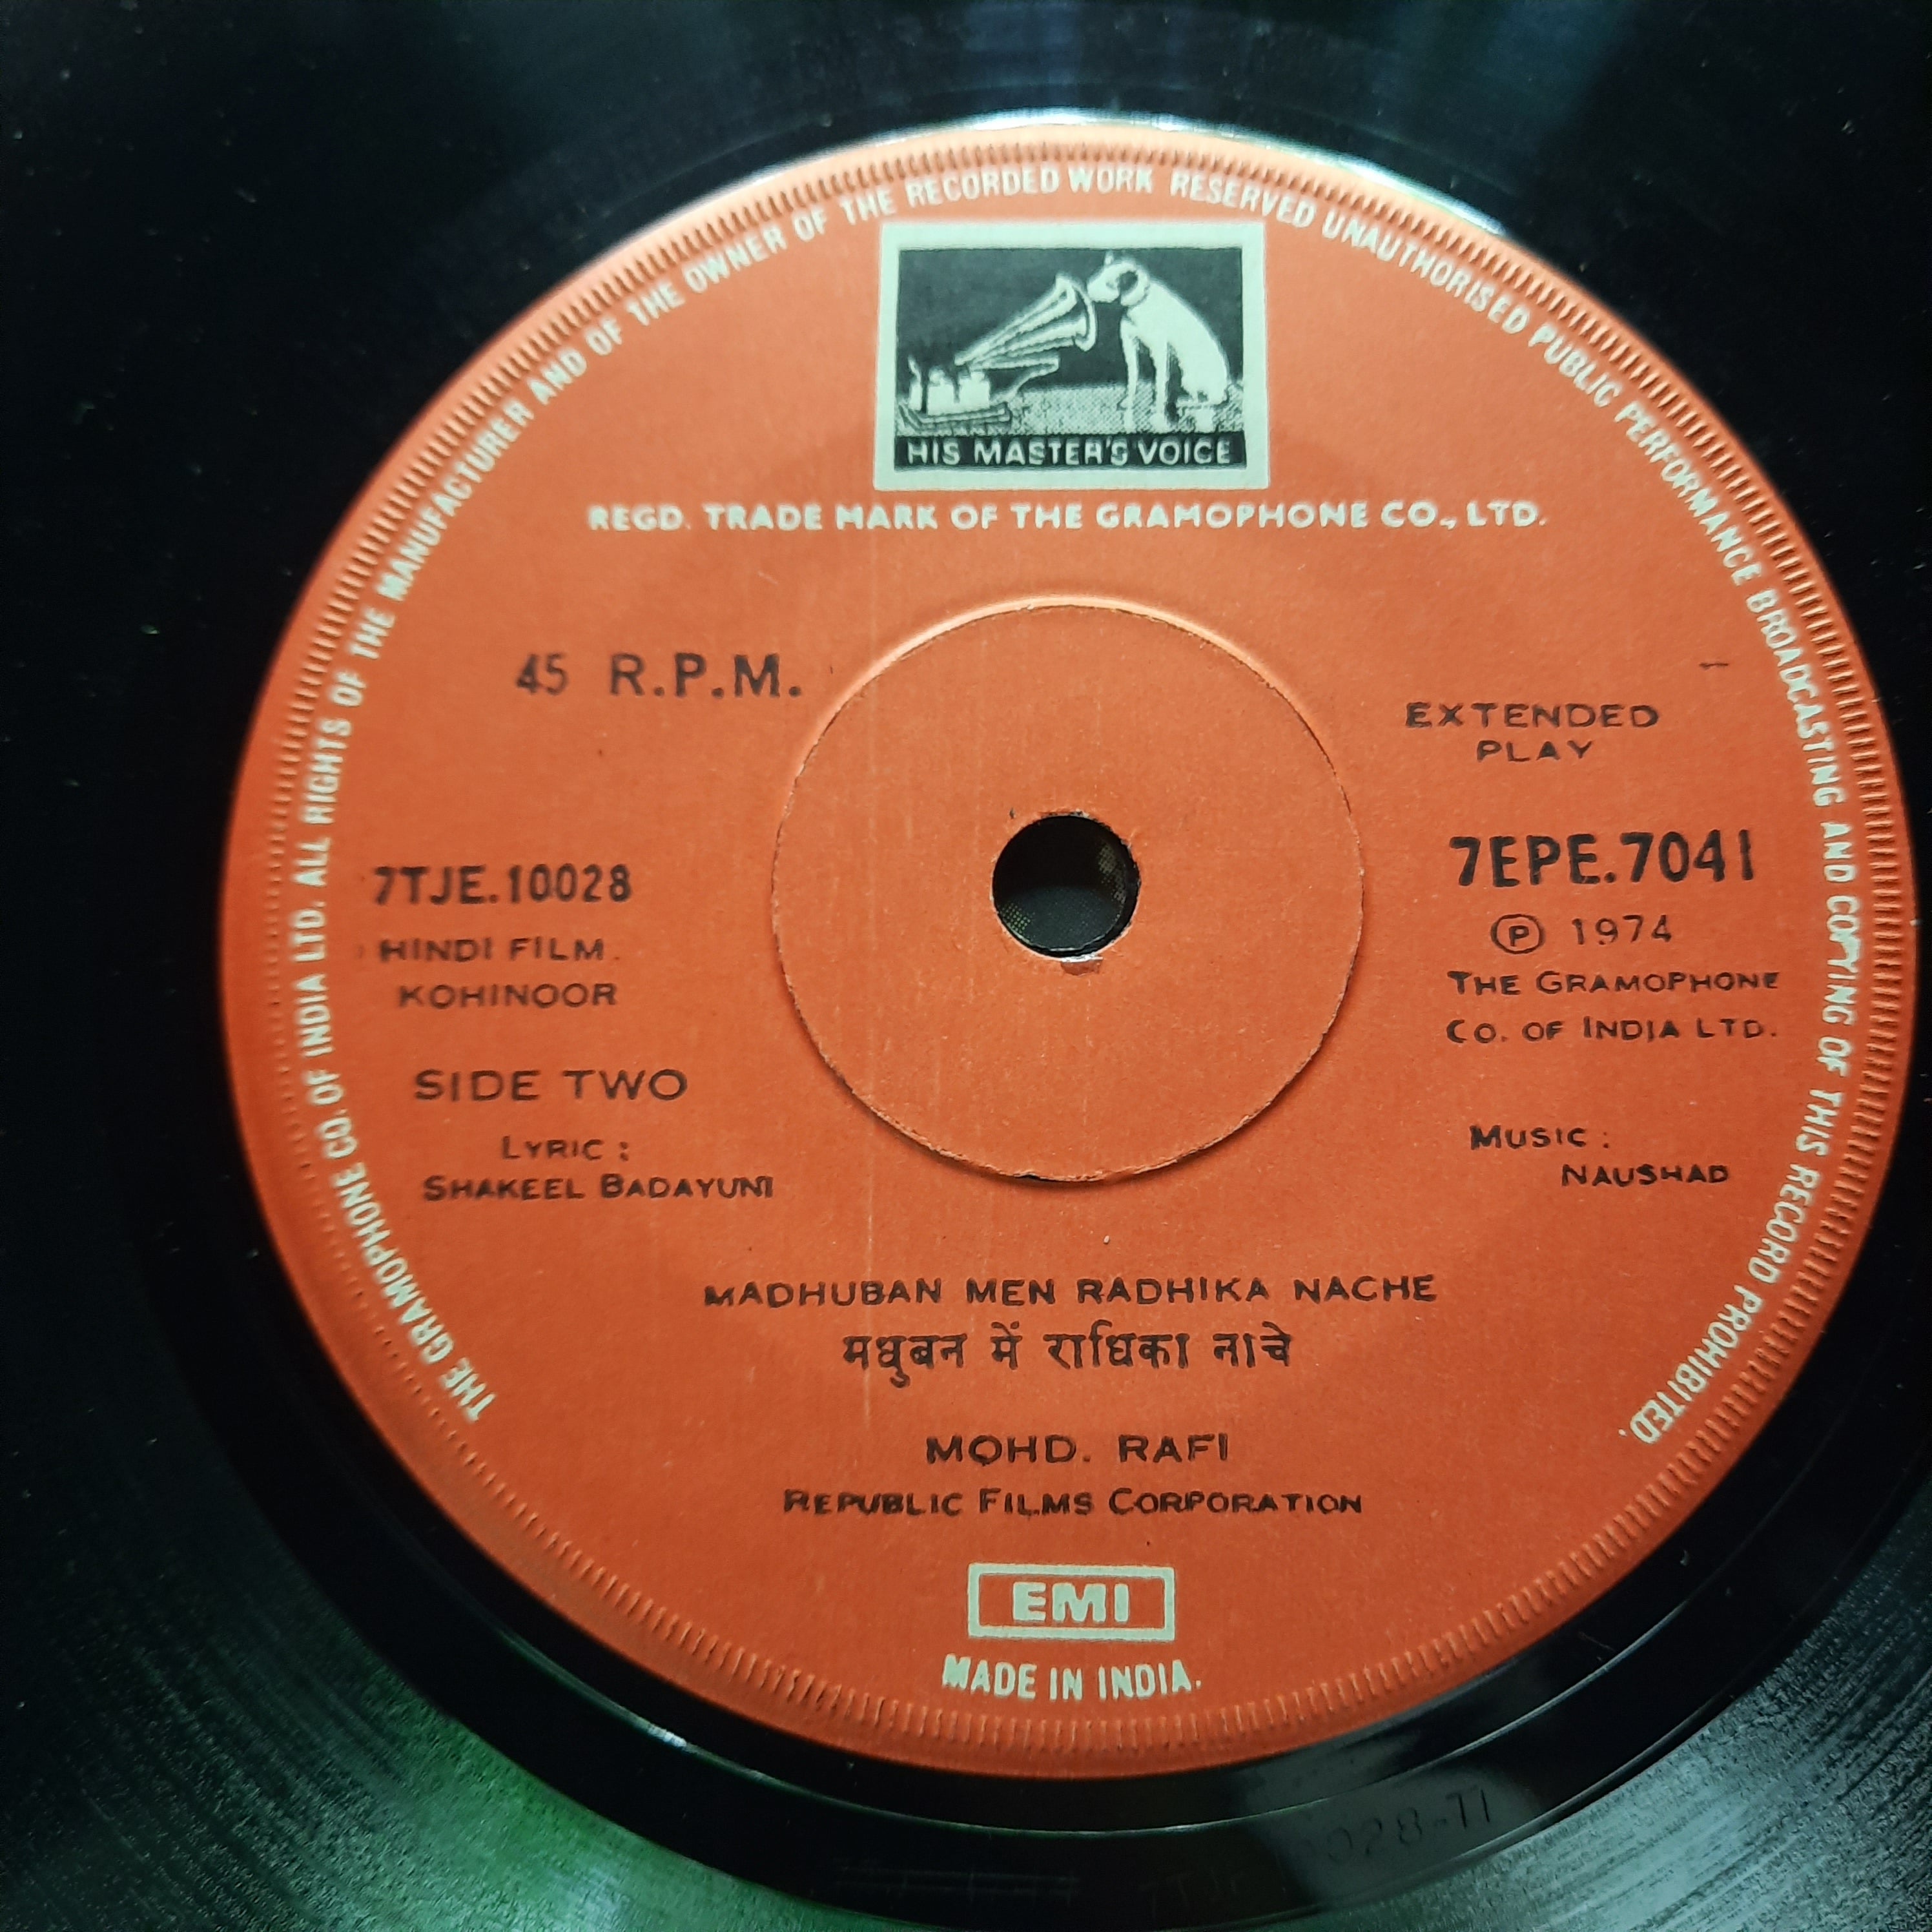 THE GRAMOPHONE CO. OF INDIA LTD. ALL RIGHTS OF THE MANUFACTURER AND OF THE OWNER OF THE RECORDED WORK RESERVED UNAUTHORISED PUBLIC PERFORMANCE BROADCASTING AND COPYING OF THIS RECORD PROHIBITED.
HIS MASTER'S VOICE
REGD. TRADE MARK OF THE GRAMOPHONE CO., LTD.
45 R.P.M.
EXTENDED
PLAY
7TJE.10028
HINDI FILM.
KOHINOOR
SIDE TWO
LYRIC :
SHAKEEL BADAYUNI
7EPE.7041
Ⓟ 1974
THE GRAMOPHONE
CO. OF INDIA LTD.
MUSIC :
NAUSHAD
MADHUBAN MEN RADHIKA NACHE
मधुबन में राधिका नाचे
MOHD. RAFI
REPUBLIC FILMS CORPORATION
EMI
MADE IN INDIA.